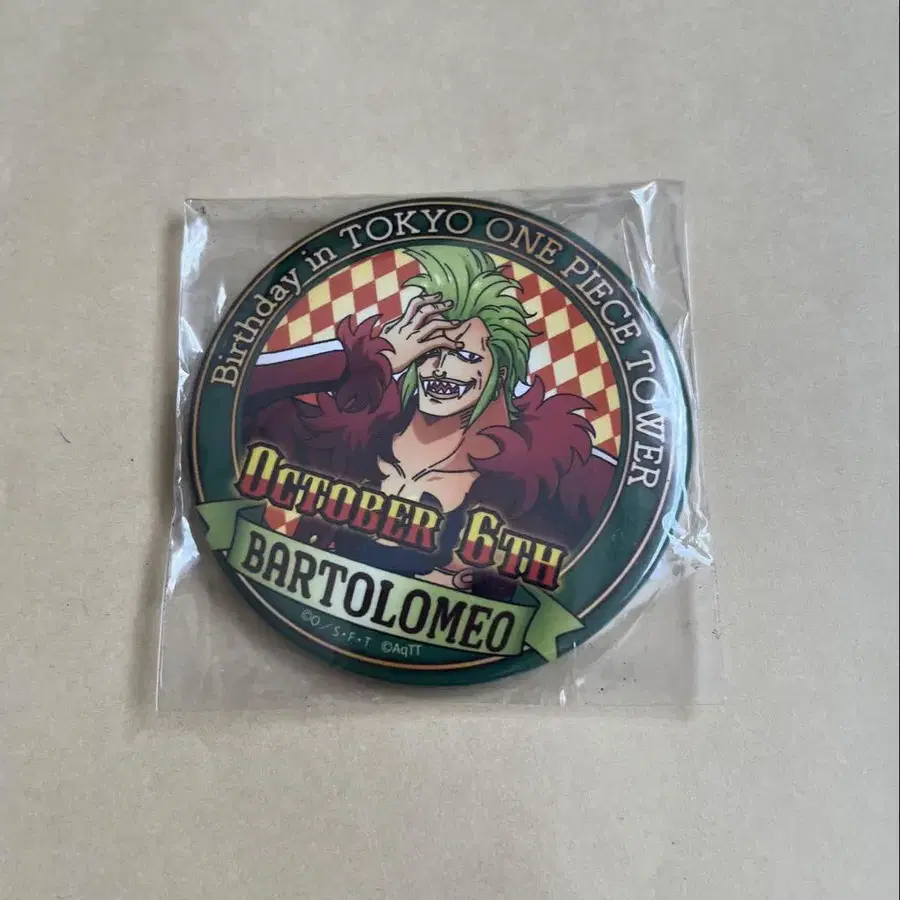 Birthday in TOKYO ONE PIECE TOWER
OCTOBER 6TH
BARTOLOMEO
©O/S・F・T ©AqTT